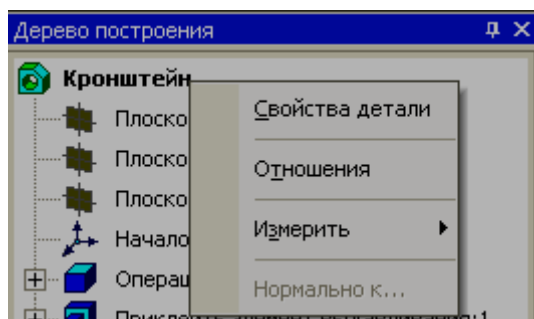 Дерево построения
Кронштейн
Плоско
Свойства детали
Плоско
Отношения
Плоско
Начало
Измерить
Операц
Нормально к...